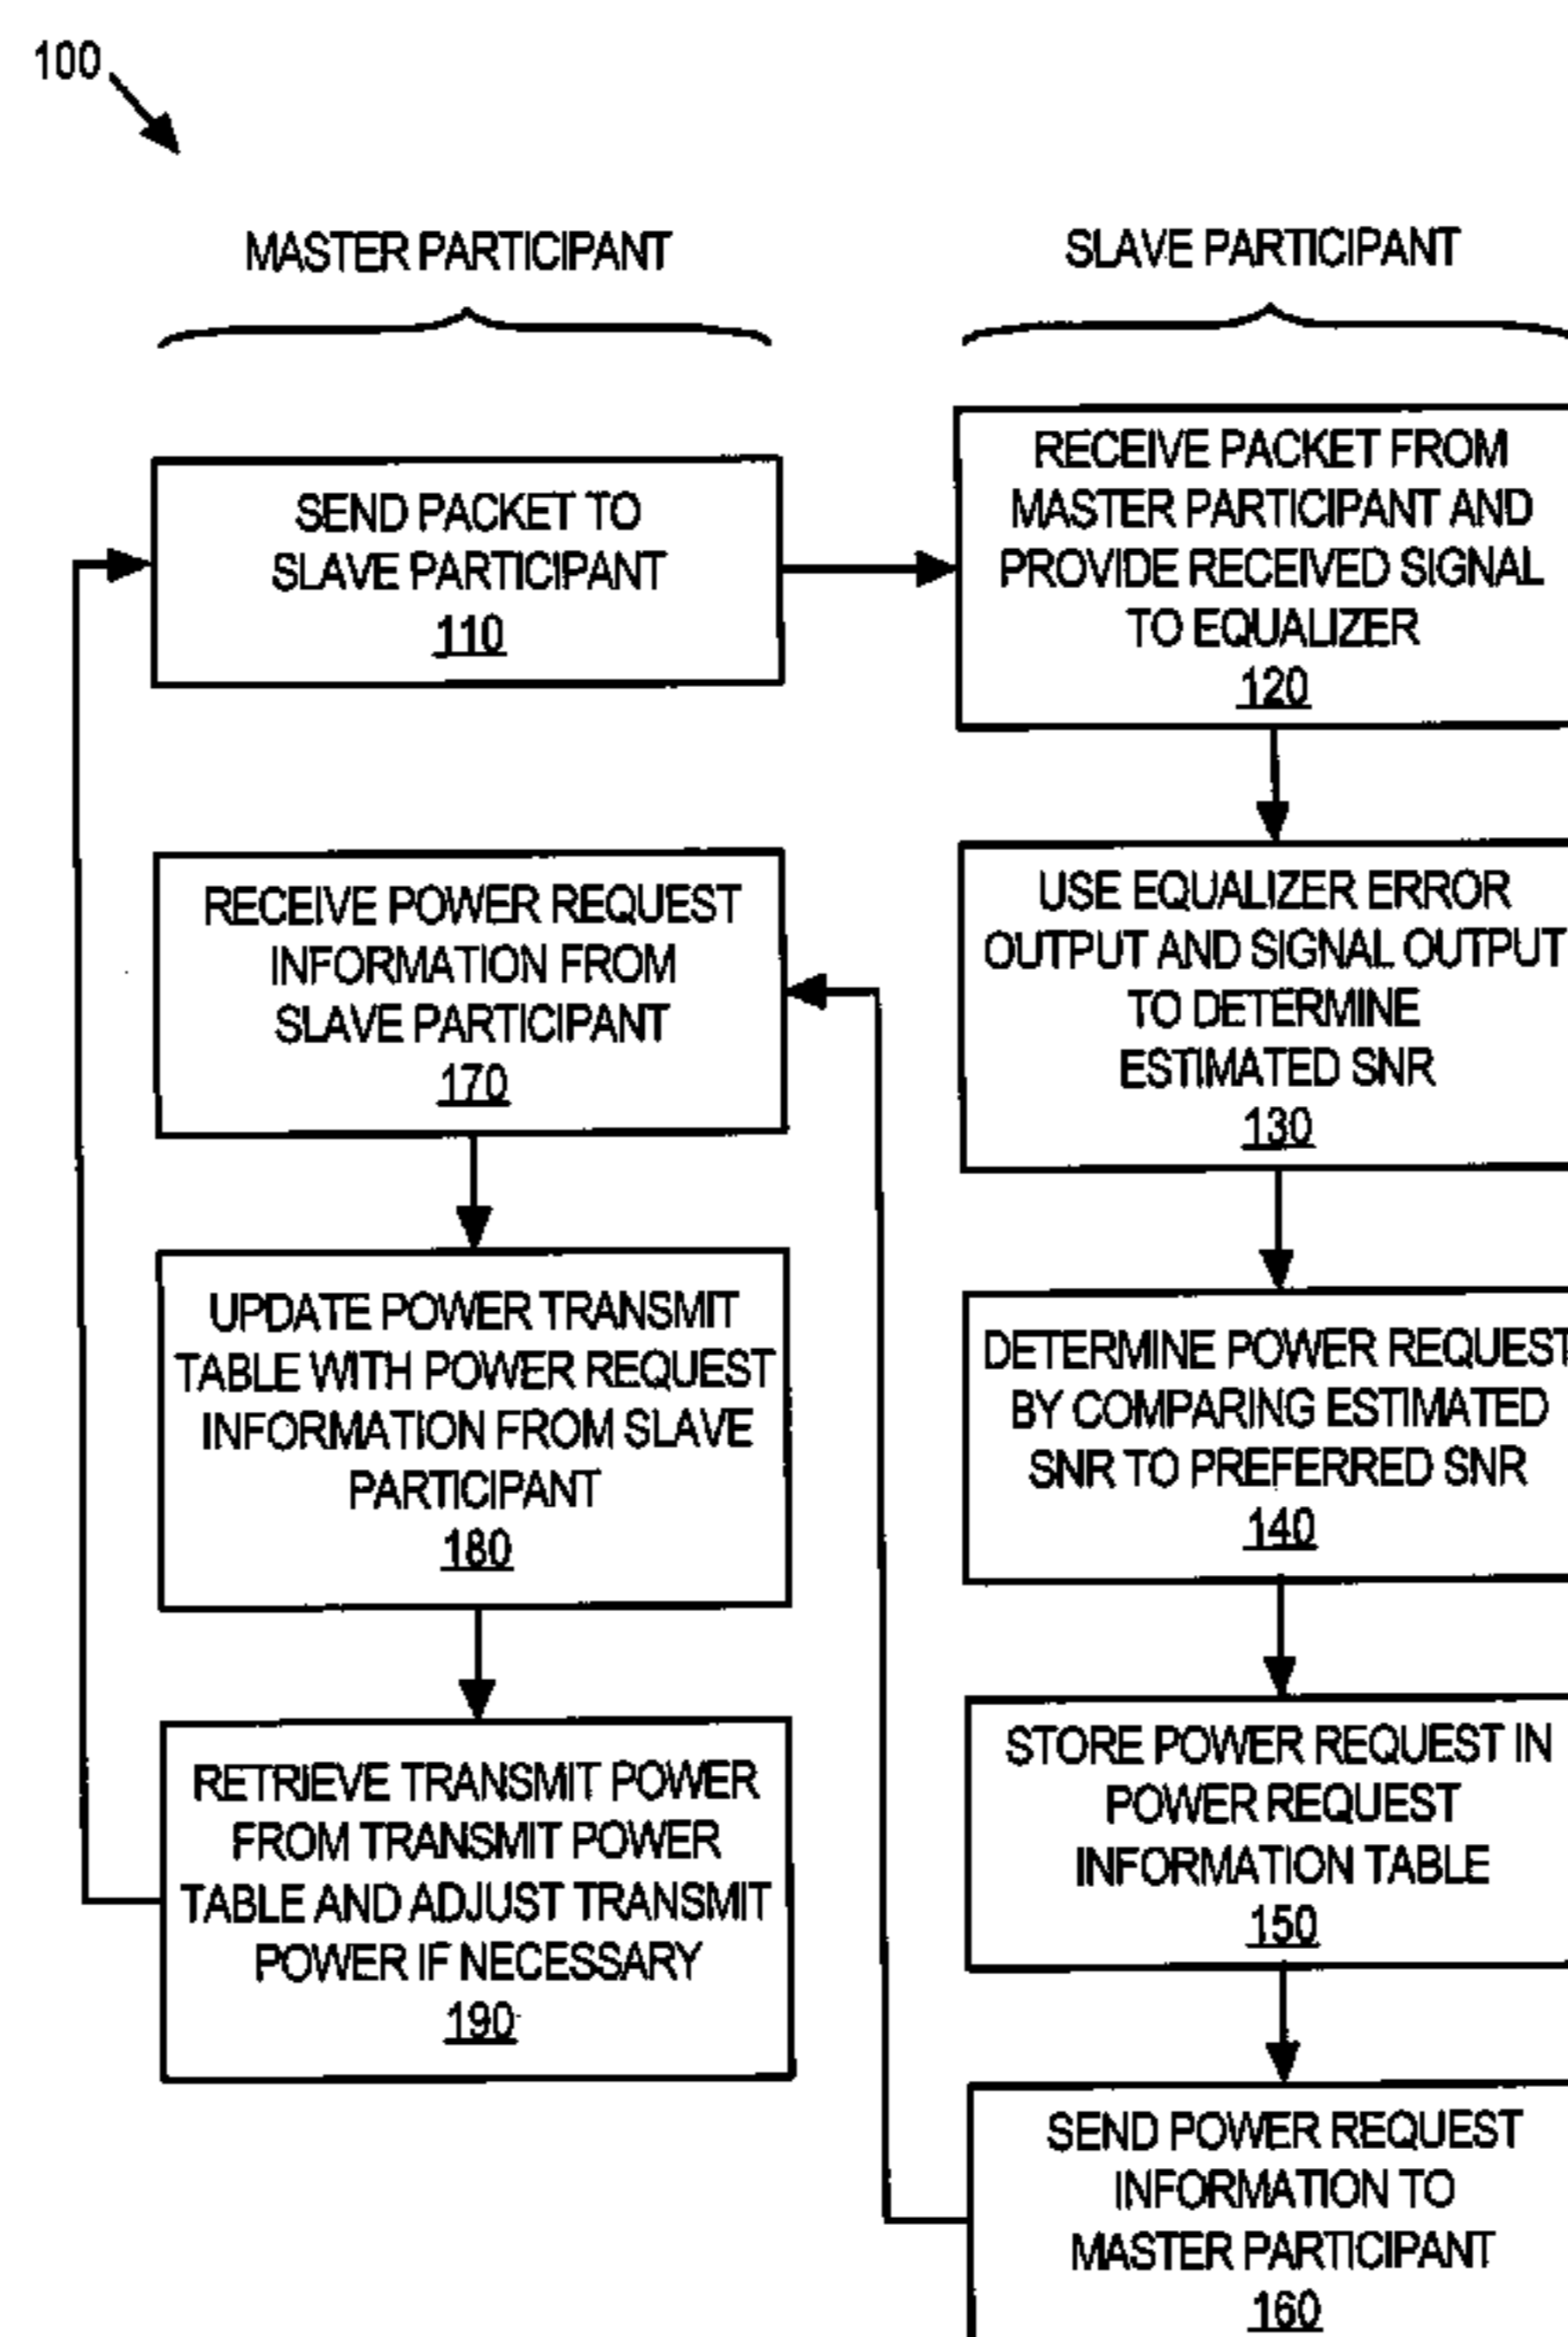 100
MASTER PARTICIPANT
SLAVE PARTICIPANT
SEND PACKET TO
SLAVE PARTICIPANT
110
RECEIVE PACKET FROM
MASTER PARTICIPANT AND
PROVIDE RECEIVED SIGNAL
TO EQUALIZER
120
USE EQUALIZER ERROR
OUTPUT AND SIGNAL OUTPUT
TO DETERMINE
ESTIMATED SNR
130
DETERMINE POWER REQUEST
BY COMPARING ESTIMATED
SNR TO PREFERRED SNR
140
STORE POWER REQUEST IN
POWER REQUEST
INFORMATION TABLE
150
SEND POWER REQUEST
INFORMATION TO
MASTER PARTICIPANT
160
RECEIVE POWER REQUEST
INFORMATION FROM
SLAVE PARTICIPANT
170
UPDATE POWER TRANSMIT
TABLE WITH POWER REQUEST
INFORMATION FROM SLAVE
PARTICIPANT
180
RETRIEVE TRANSMIT POWER
FROM TRANSMIT POWER
TABLE AND ADJUST TRANSMIT
POWER IF NECESSARY
190